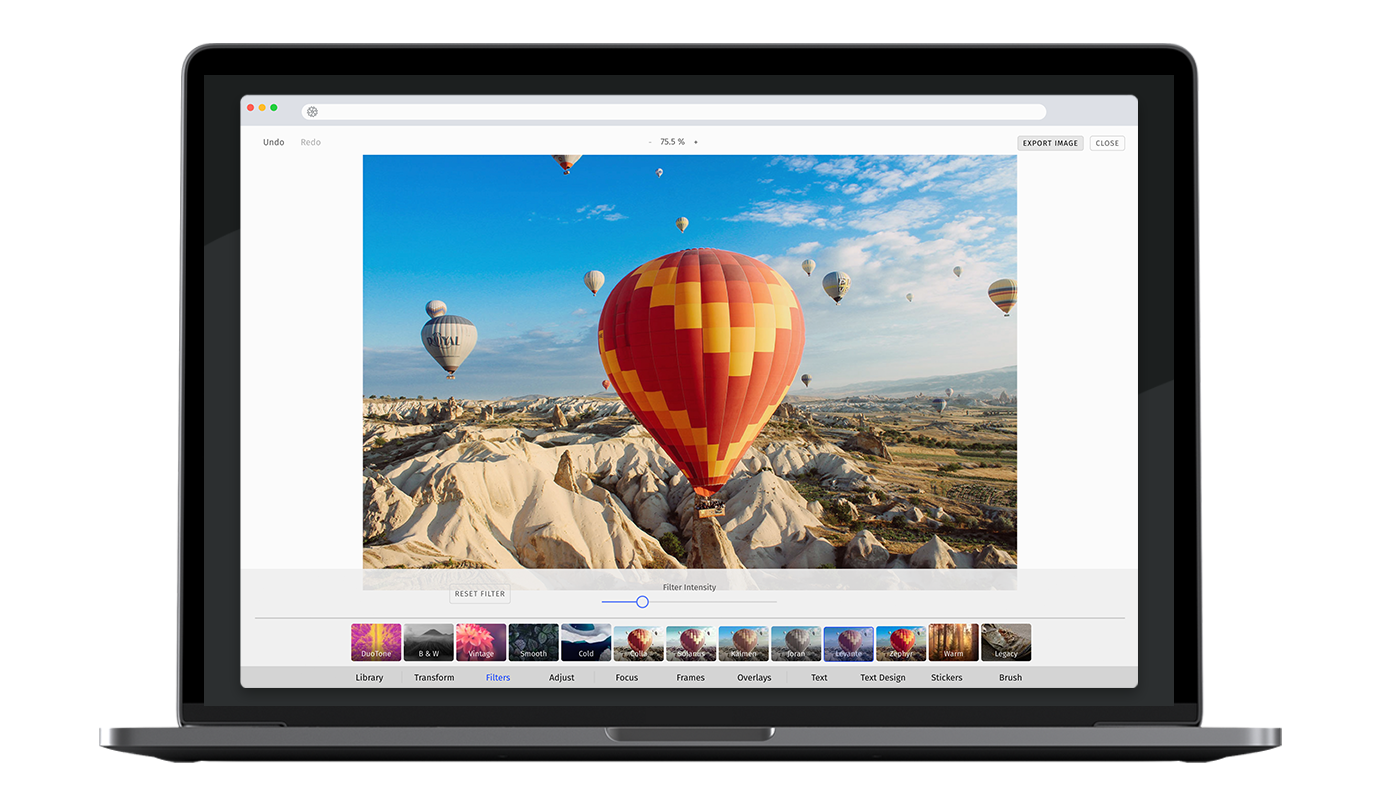 Undo Redo - 75.5 % + EXPORT IMAGE CLOSE
Filter Intensity
RESET FILTER
DuoTone B & W Vintage Smooth Cold Colla Solanus Kalmen Joran Levante Zephyr Warm Legacy
Library Transform Filters Adjust Focus Frames Overlays Text Text Design Stickers Brush